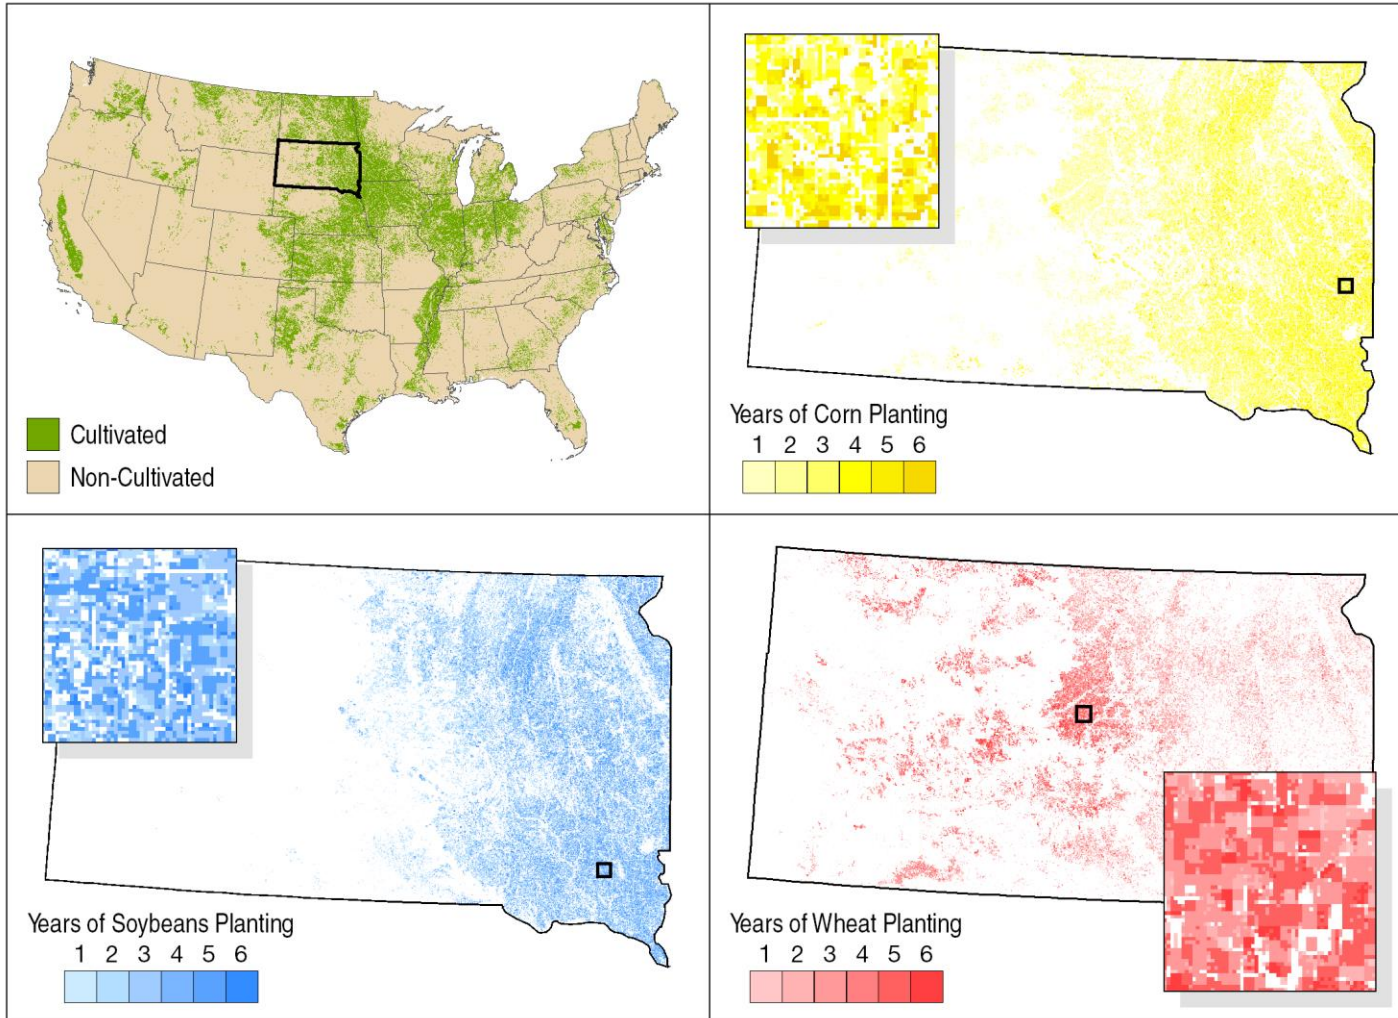 Cultivated
Non-Cultivated
Years of Corn Planting
1 2 3 4 5 6
Years of Soybeans Planting
1 2 3 4 5 6
Years of Wheat Planting
1 2 3 4 5 6